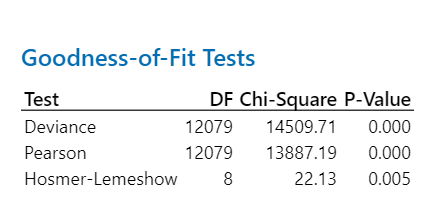 Goodness-of-Fit Tests
Test DF Chi-Square P-Value
Deviance 12079 14509.71 0.000
Pearson 12079 13887.19 0.000
Hosmer-Lemeshow 8 22.13 0.005